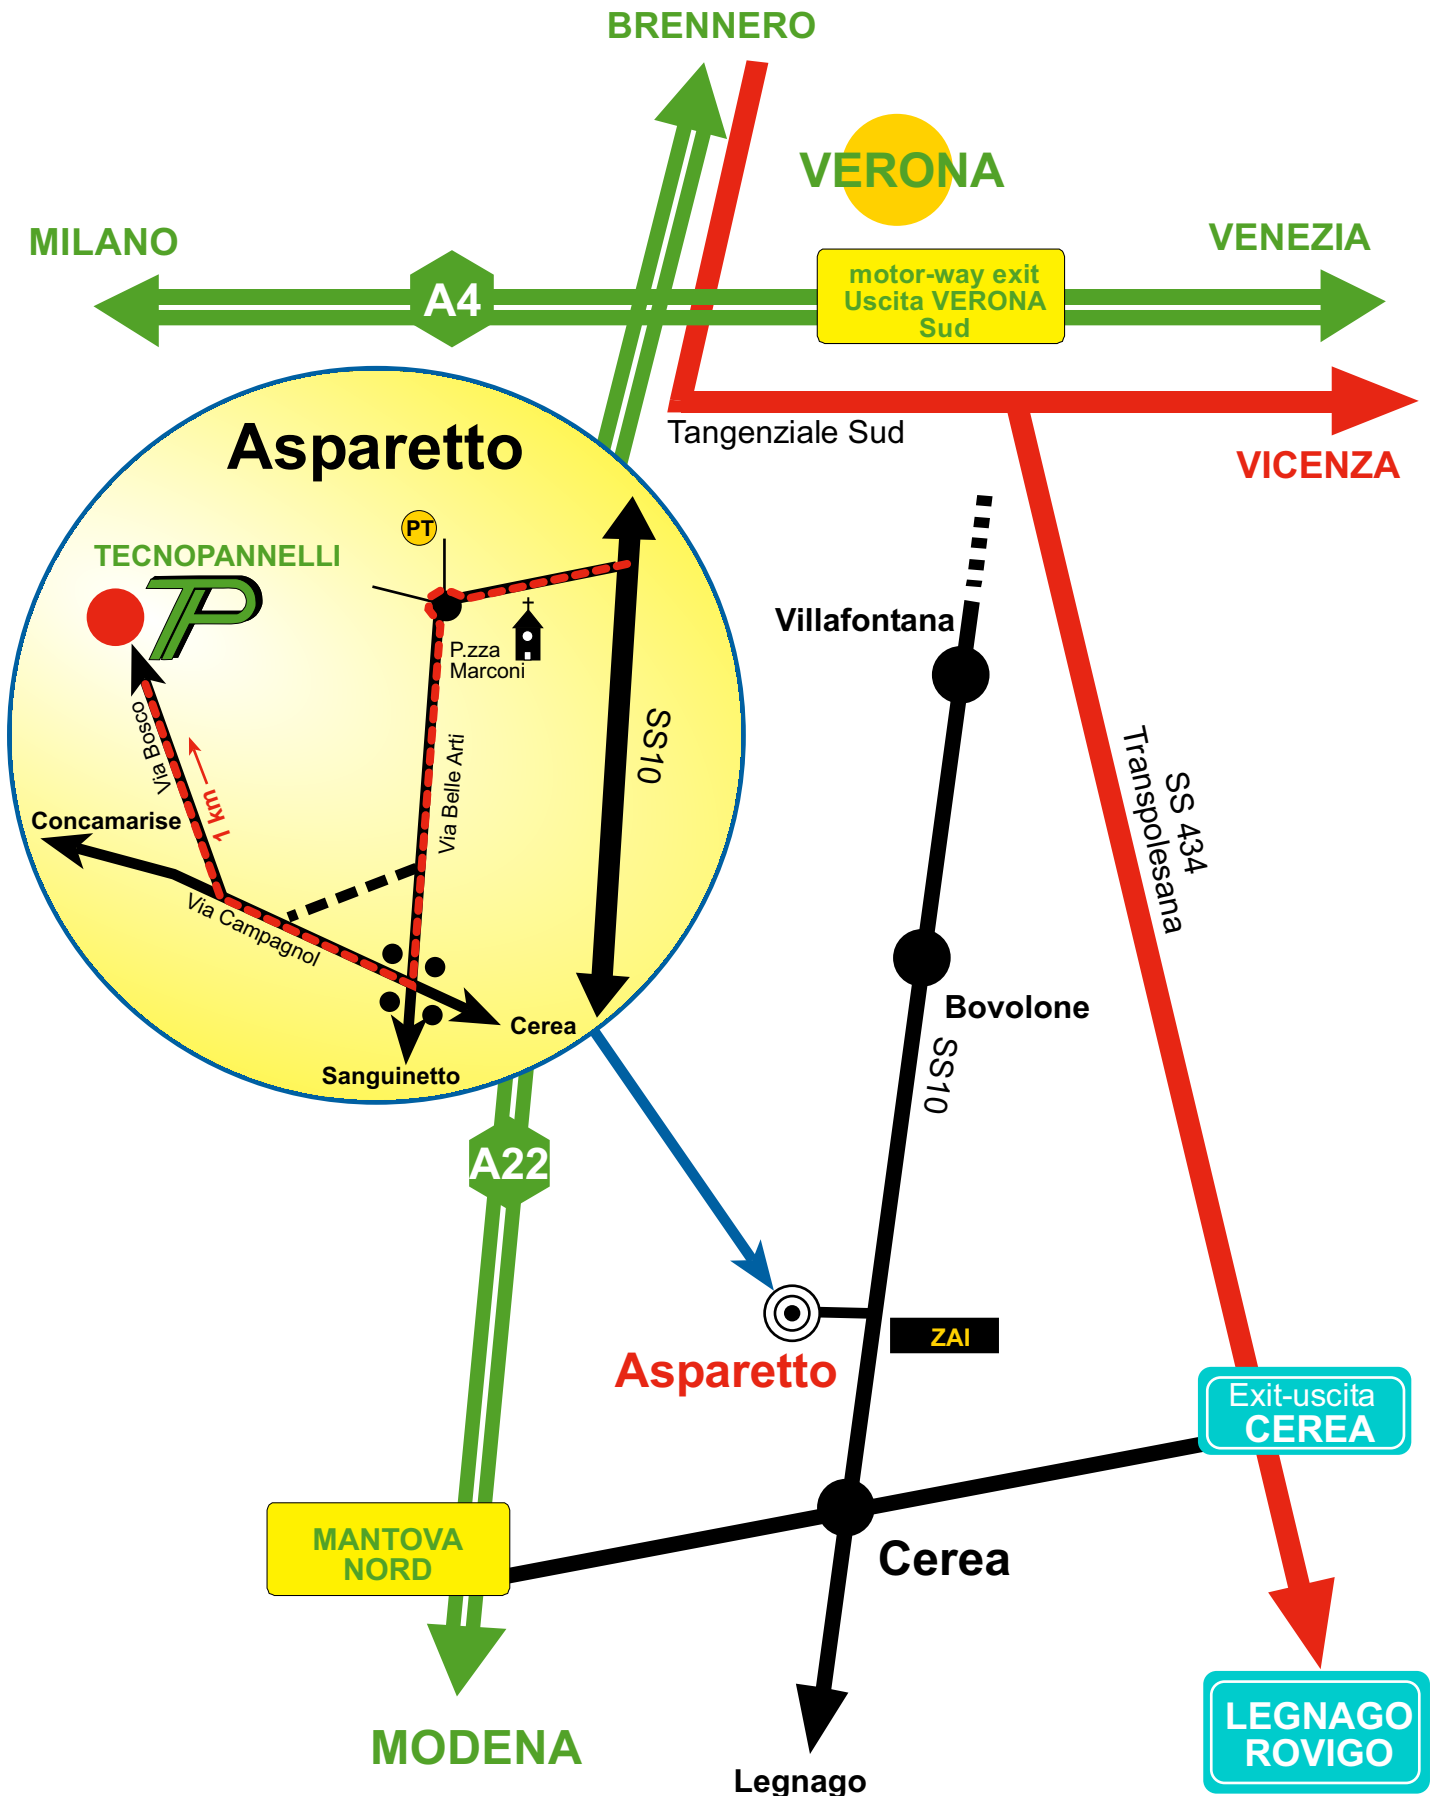 BRENNERO
VERONA
MILANO
VENEZIA
A4
motor-way exit
Uscita VERONA
Sud
Tangenziale Sud
VICENZA
Asparetto
PT
TECNOPANNELLI
TP
P.zza
Marconi
SS10
Via Bosco
1 km
Via Belle Arti
Concamarise
Via Campagnol
Cerea
Sanguinetto
Villafontana
SS 434
Transpolesana
Bovolone
SS10
A22
ZAI
Asparetto
Exit-uscita
CEREA
MANTOVA
NORD
Cerea
MODENA
LEGNAGO
ROVIGO
Legnago